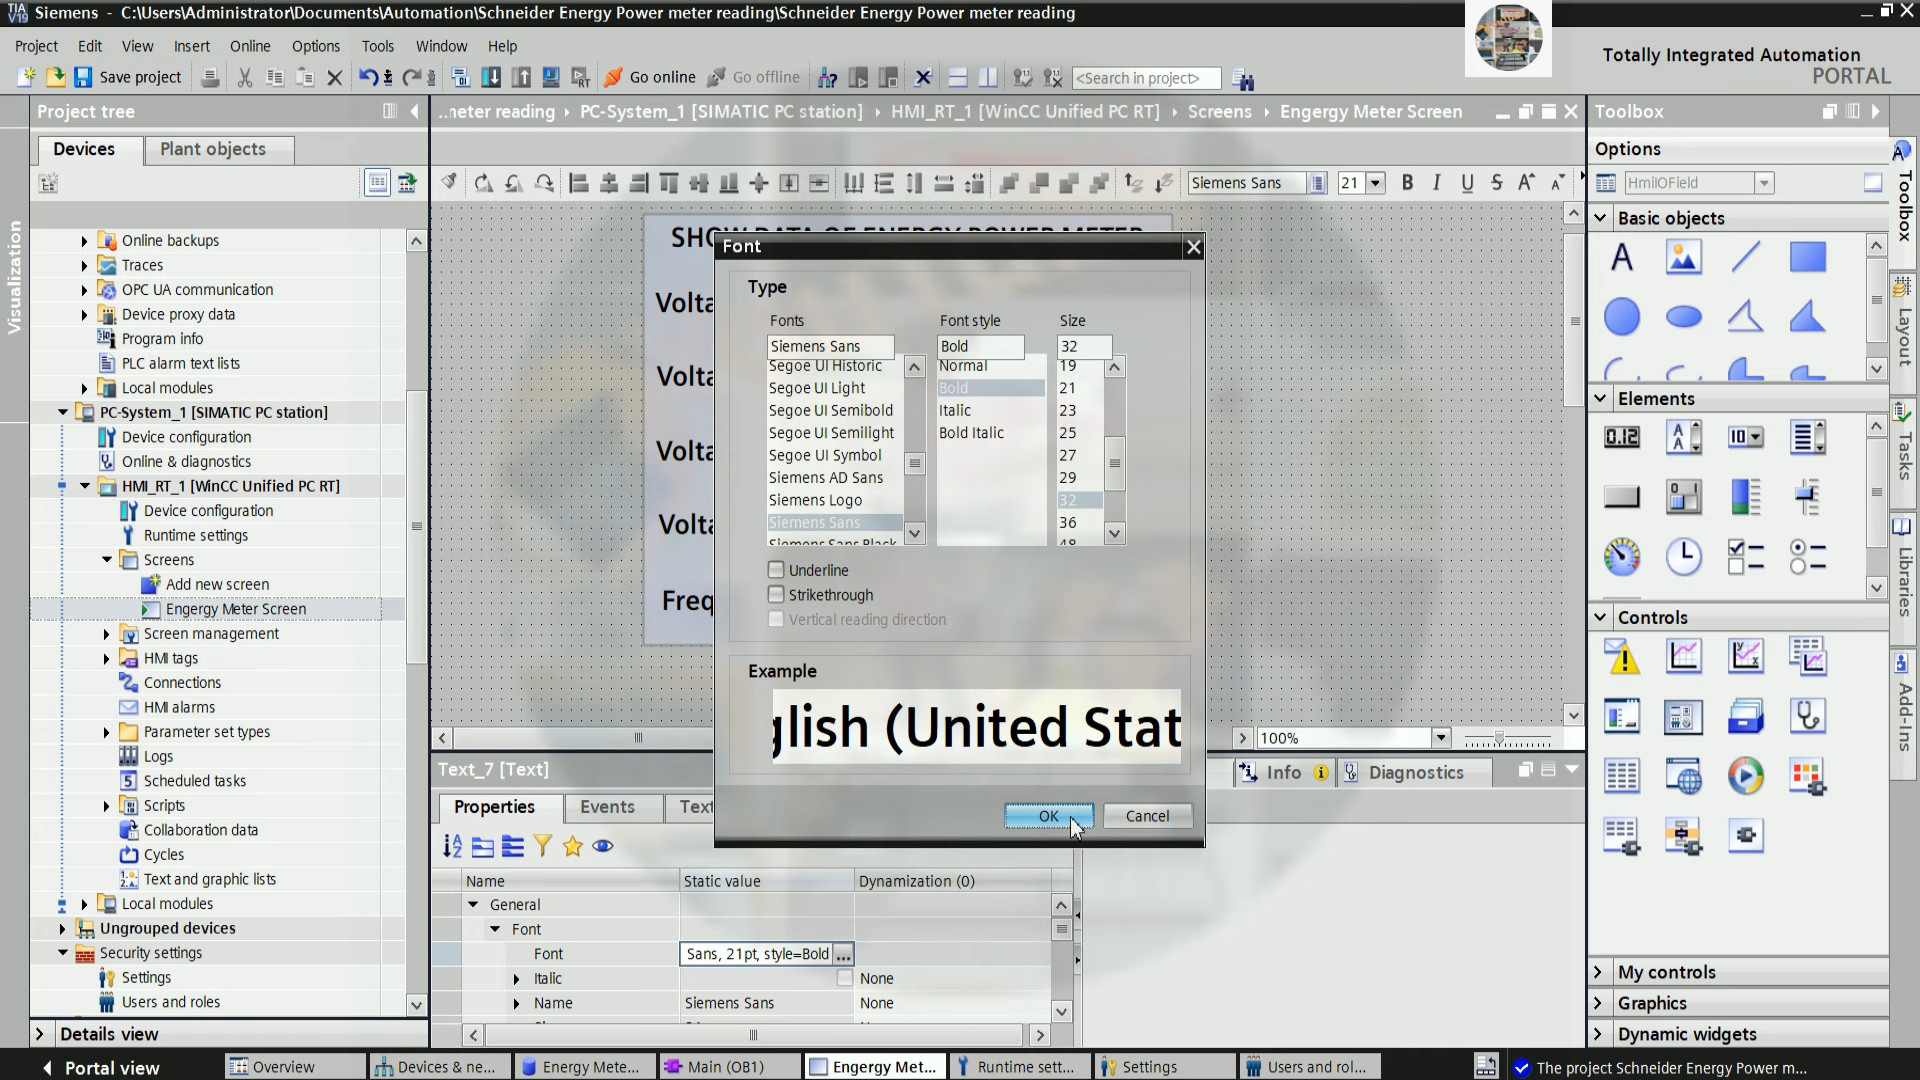 TIA
V19
Siemens - C:\Users\Administrator\Documents\Automation\Schneider Energy Power meter reading\Schneider Energy Power meter reading
Project Edit View Insert Online Options Tools Window Help
Totally Integrated Automation
PORTAL
Save project
Go online
Go offline
<Search in project>
Project tree
...neter reading › PC-System_1 [SIMATIC PC station] › HMI_RT_1 [WinCC Unified PC RT] › Screens › Engergy Meter Screen
Toolbox
Devices
Plant objects
Options
Siemens Sans
21
B I U S
HmiIOField
Visualization
Online backups
Traces
OPC UA communication
Device proxy data
Program info
PLC alarm text lists
Local modules
PC-System_1 [SIMATIC PC station]
Device configuration
Online & diagnostics
HMI_RT_1 [WinCC Unified PC RT]
Device configuration
Runtime settings
Screens
Add new screen
Engergy Meter Screen
Screen management
HMI tags
Connections
HMI alarms
Parameter set types
Logs
Scheduled tasks
Scripts
Collaboration data
Cycles
Text and graphic lists
Local modules
Ungrouped devices
Security settings
Settings
Users and roles
Details view
SHOW DATA OF ENERGY POWER METER
Volta
Volta
Volta
Volta
Freq
Font
Type
Fonts
Font style
Size
Siemens Sans
Bold
32
Segoe UI Historic
Segoe UI Light
Segoe UI Semibold
Segoe UI Semilight
Segoe UI Symbol
Siemens AD Sans
Siemens Logo
Siemens Sans
Siemens Sans Black
Normal
Bold
Italic
Bold Italic
19
21
23
25
27
29
32
36
48
Underline
Strikethrough
Vertical reading direction
Example
glish (United Stat
OK
Cancel
100%
Text_7 [Text]
Info
Diagnostics
Properties
Events
Text
Name
Static value
Dynamization (0)
General
Font
Font
Sans, 21pt, style=Bold
...
Italic
None
Name
Siemens Sans
None
Basic objects
Elements
Controls
My controls
Graphics
Dynamic widgets
Toolbox
Layout
Tasks
Libraries
Add-Ins
Portal view
Overview
Devices & ne...
Energy Mete...
Main (OB1)
Engergy Met...
Runtime sett...
Settings
Users and rol...
The project Schneider Energy Power m...